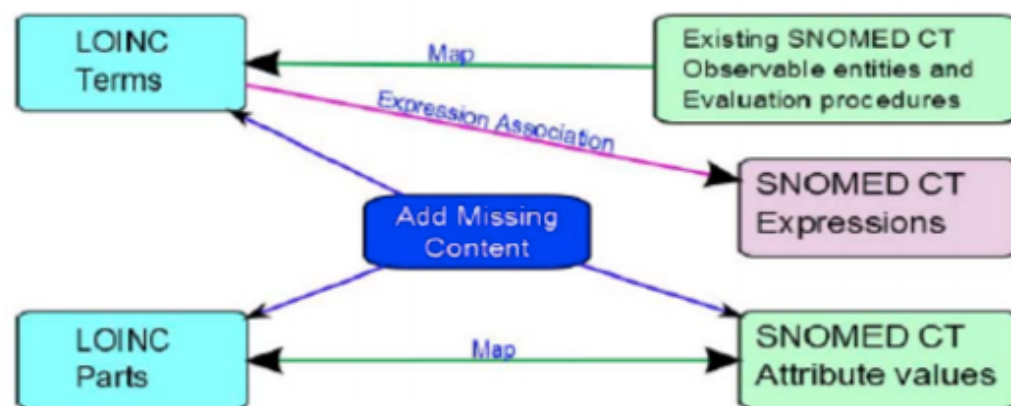 LOINC
Terms
Map
Existing SNOMED CT
Observable entities and
Evaluation procedures
Expression Association
SNOMED CT
Expressions
Add Missing
Content
LOINC
Parts
Map
SNOMED CT
Attribute values